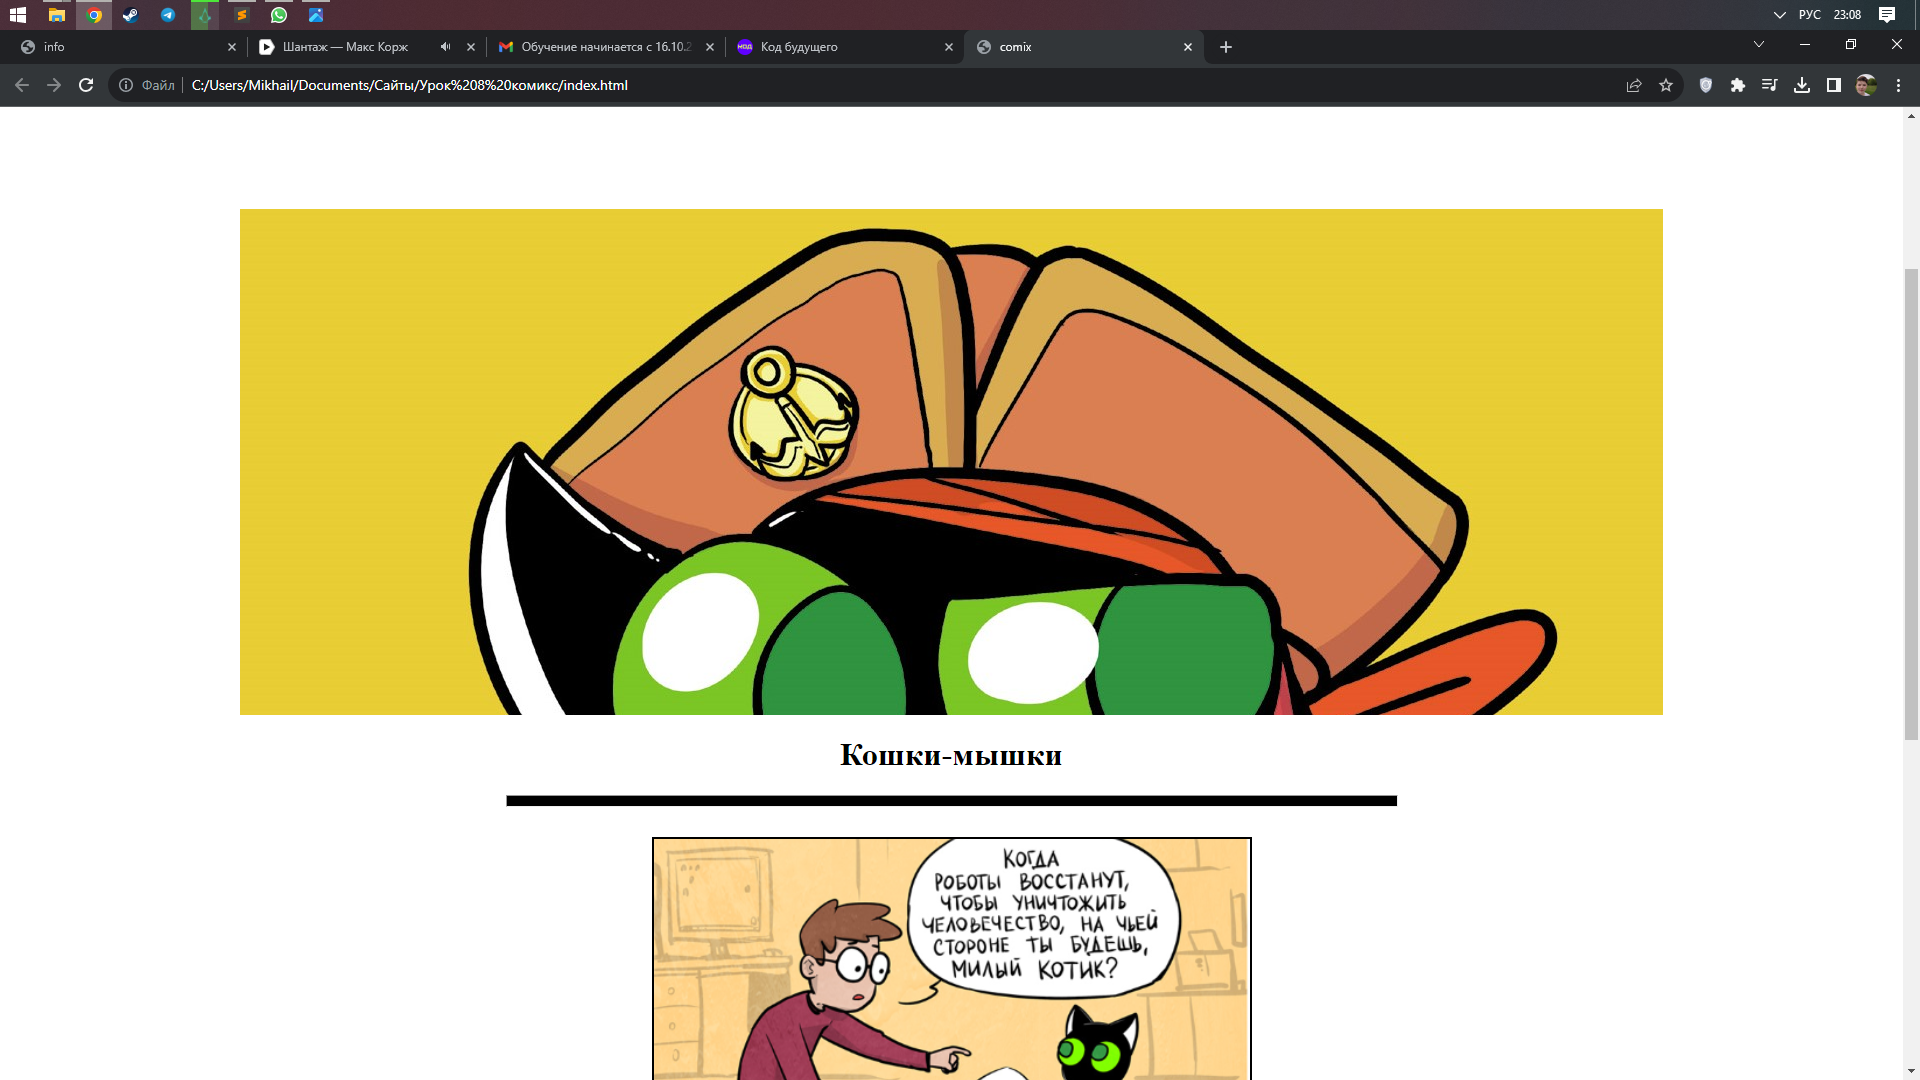 РУС
23:08
info
Шантаж — Макс Корж
Обучение начинается с 16.10.2
Код будущего
comix
Файл
C:/Users/Mikhail/Documents/Сайты/Урок%208%20комикс/index.html
Кошки-мышки
КОГДА
РОБОТЫ ВОССТАНУТ,
ЧТОБЫ УНИЧТОЖИТЬ
ЧЕЛОВЕЧЕСТВО, НА ЧЬЕЙ
СТОРОНЕ ТЫ БУДЕШЬ,
МИЛЫЙ КОТИК?